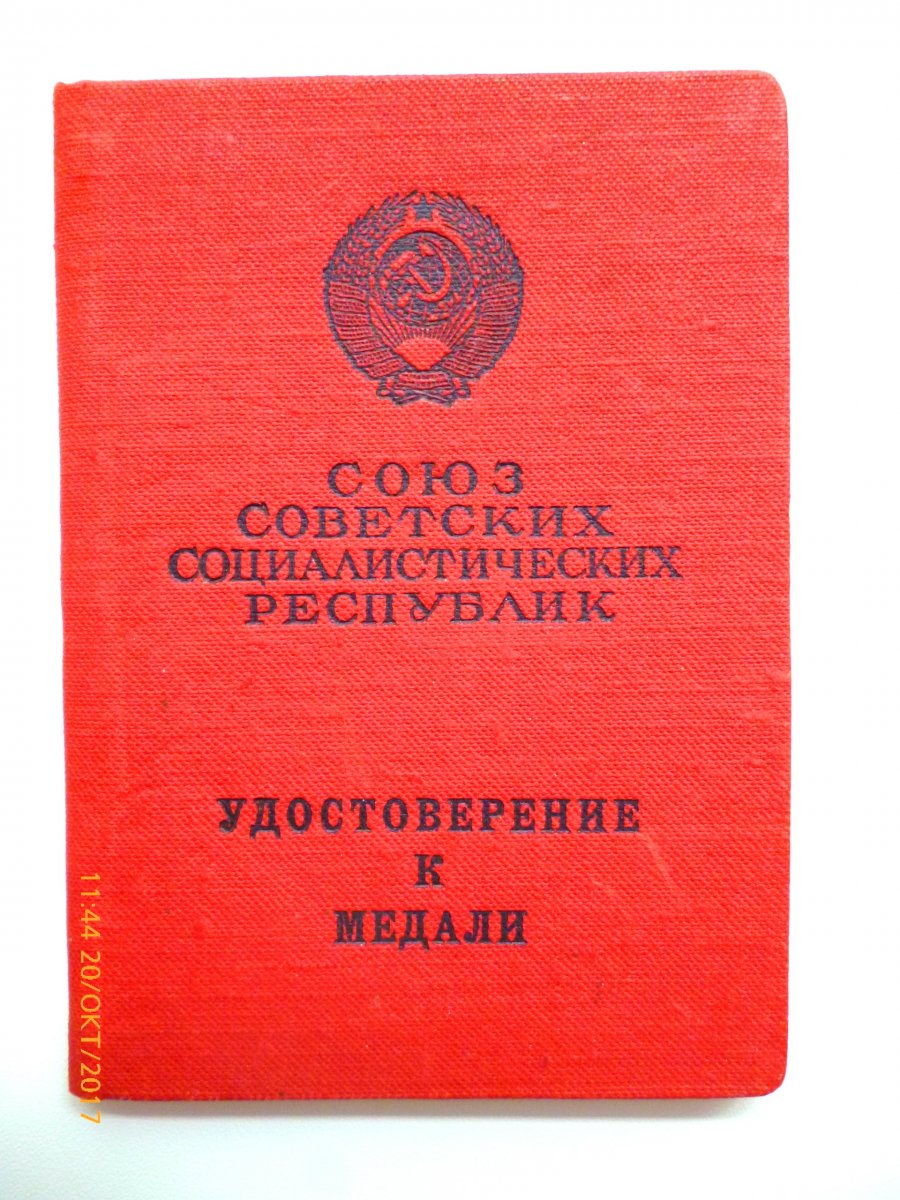 СОЮЗ
СОВЕТСКИХ
СОЦИАЛИСТИЧЕСКИХ
РЕСПУБЛИК
УДОСТОВЕРЕНИЕ
К
МЕДАЛИ
11:44 20/ОКТ/2017